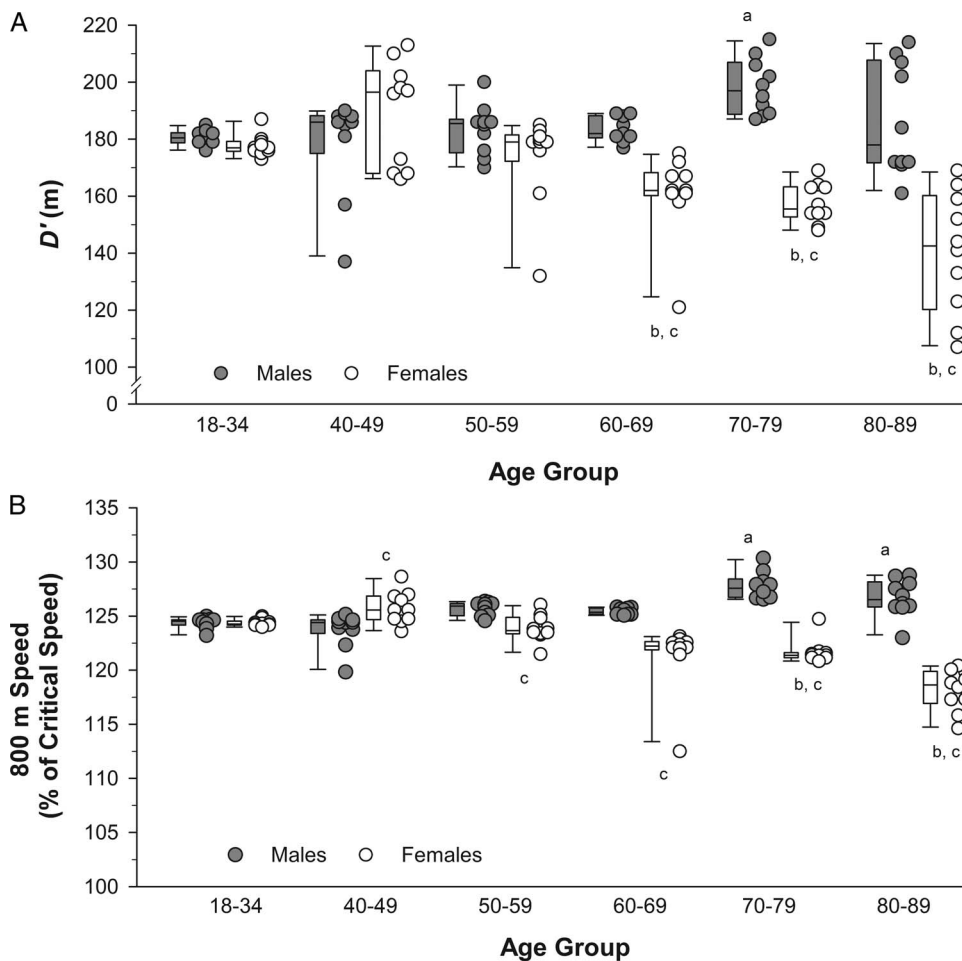 A
220
200
180
160
140
120
100
0
D′ (m)
a
b, c
b, c
b, c
Males Females
18-34 40-49 50-59 60-69 70-79 80-89
Age Group
B
135
130
125
120
115
110
105
100
800 m Speed
(% of Critical Speed)
c
a
a
c
c
b, c
b, c
Males Females
18-34 40-49 50-59 60-69 70-79 80-89
Age Group